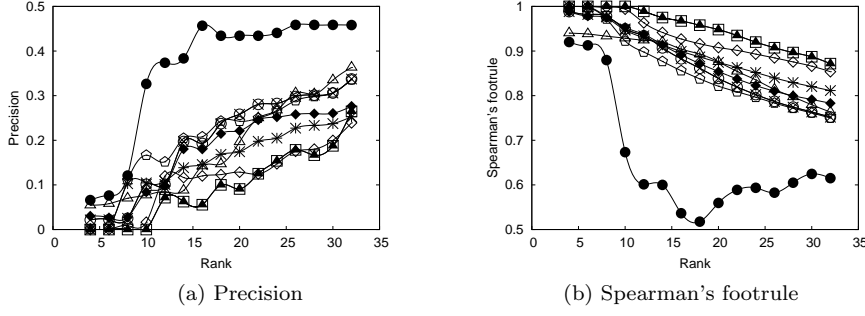 0.5
0.4
0.3
0.2
0.1
0
Precision
0 5 10 15 20 25 30 35
Rank
(a) Precision
1
0.9
0.8
0.7
0.6
0.5
Spearman's footrule
0 5 10 15 20 25 30 35
Rank
(b) Spearman's footrule